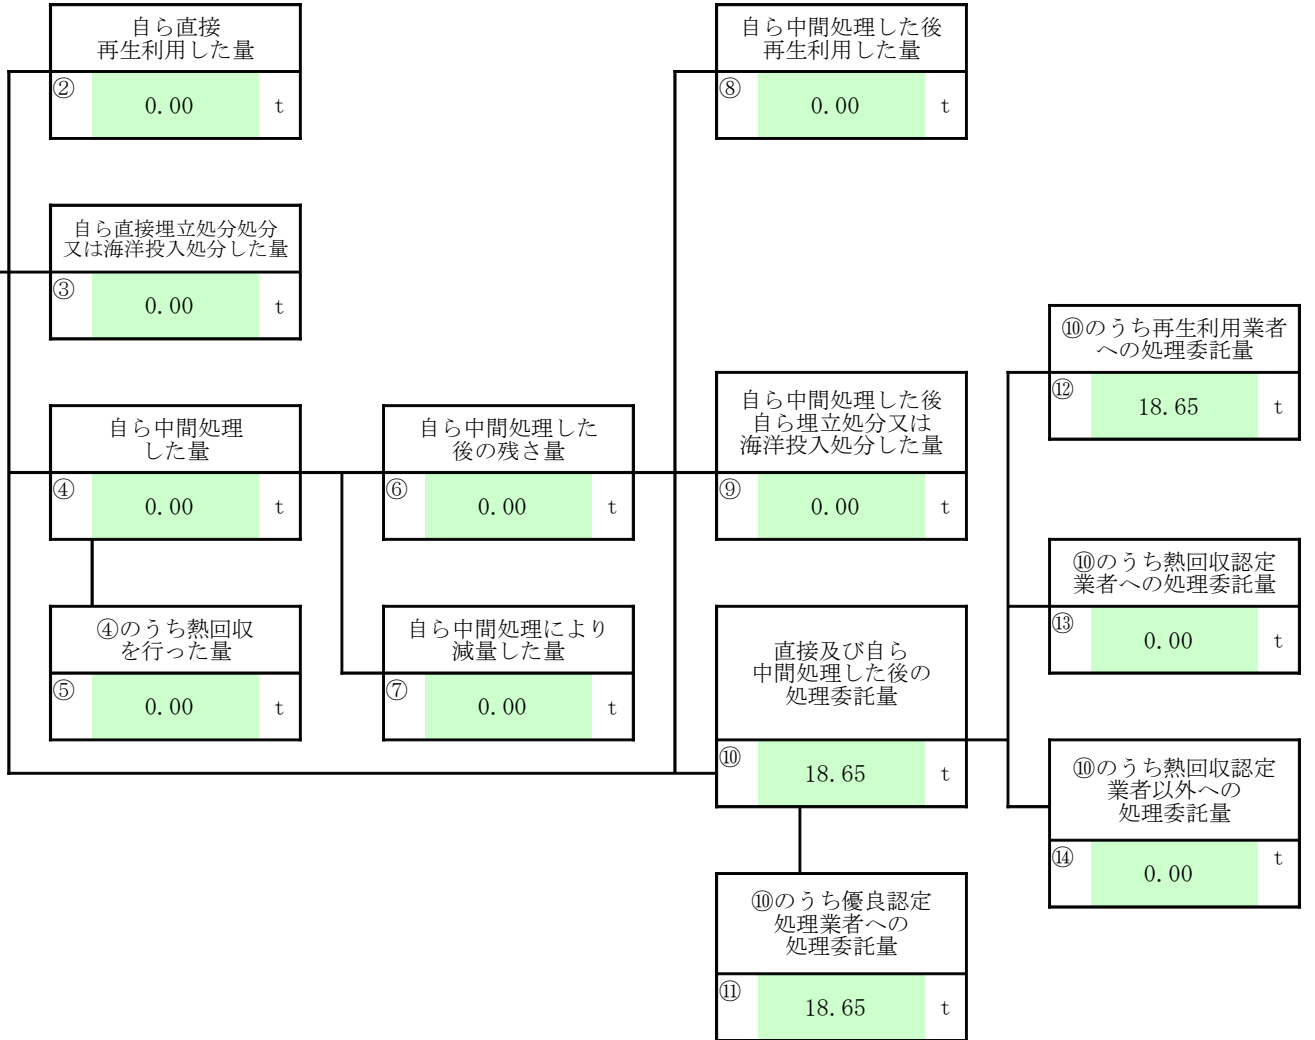 自ら直接
再生利用した量
②
0.00 t
自ら直接埋立処分処分
又は海洋投入処分した量
③
0.00 t
自ら中間処理
した量
④
0.00 t
④のうち熱回収
を行った量
⑤
0.00 t
自ら中間処理した
後の残さ量
⑥
0.00 t
自ら中間処理により
減量した量
⑦
0.00 t
自ら中間処理した後
再生利用した量
⑧
0.00 t
自ら中間処理した後
自ら埋立処分又は
海洋投入処分した量
⑨
0.00 t
直接及び自ら
中間処理した後の
処理委託量
⑩
18.65 t
⑩のうち優良認定
処理業者への
処理委託量
⑪
18.65 t
⑩のうち再生利用業者
への処理委託量
⑫
18.65 t
⑩のうち熱回収認定
業者への処理委託量
⑬
0.00 t
⑩のうち熱回収認定
業者以外への
処理委託量
⑭
0.00 t